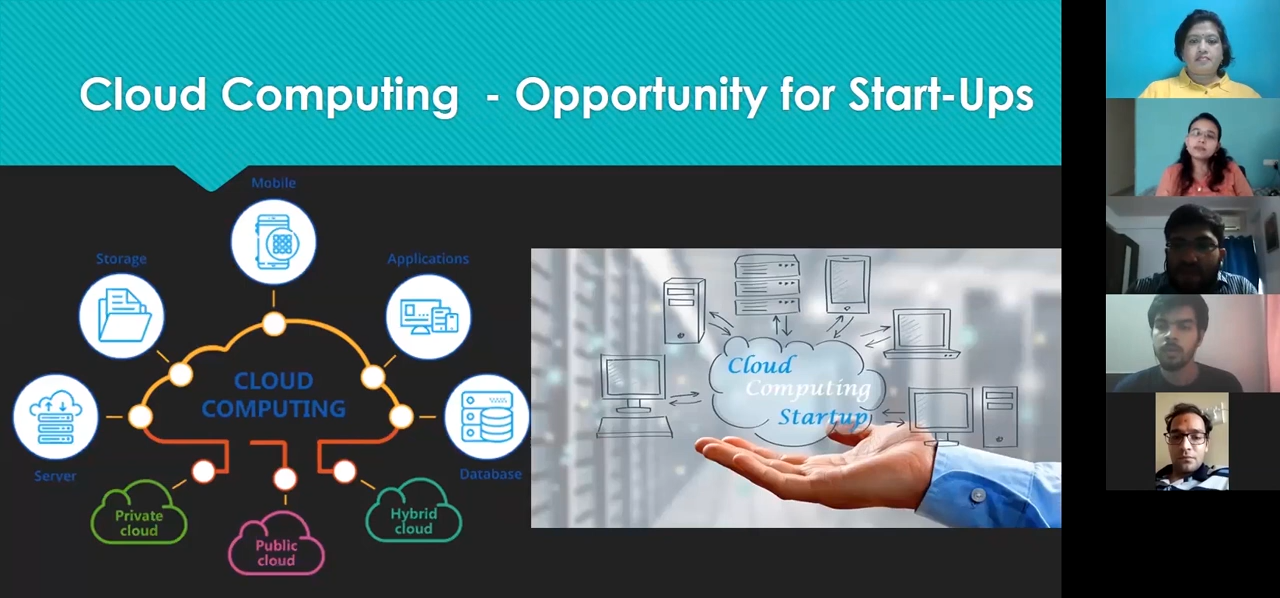 Cloud Computing - Opportunity for Start-Ups
Mobile
Storage
Applications
CLOUD
COMPUTING
Server
Database
Private
cloud
Public
cloud
Hybrid
cloud
Cloud
Computing
Startup